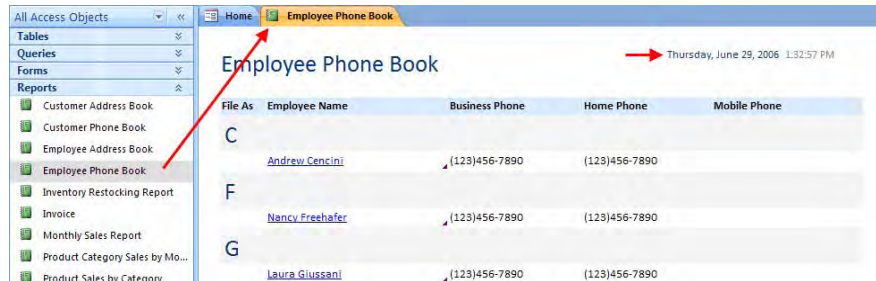 All Access Objects
Tables
Queries
Forms
Reports
Customer Address Book
Customer Phone Book
Employee Address Book
Employee Phone Book
Inventory Restocking Report
Invoice
Monthly Sales Report
Product Category Sales by Mo...
Product Sales by Category
Home Employee Phone Book
Employee Phone Book
Thursday, June 29, 2006 1:32:57 PM
File As Employee Name Business Phone Home Phone Mobile Phone
C
Andrew Cencini (123)456-7890 (123)456-7890
F
Nancy Freehafer (123)456-7890 (123)456-7890
G
Laura Giussani (123)456-7890 (123)456-7890